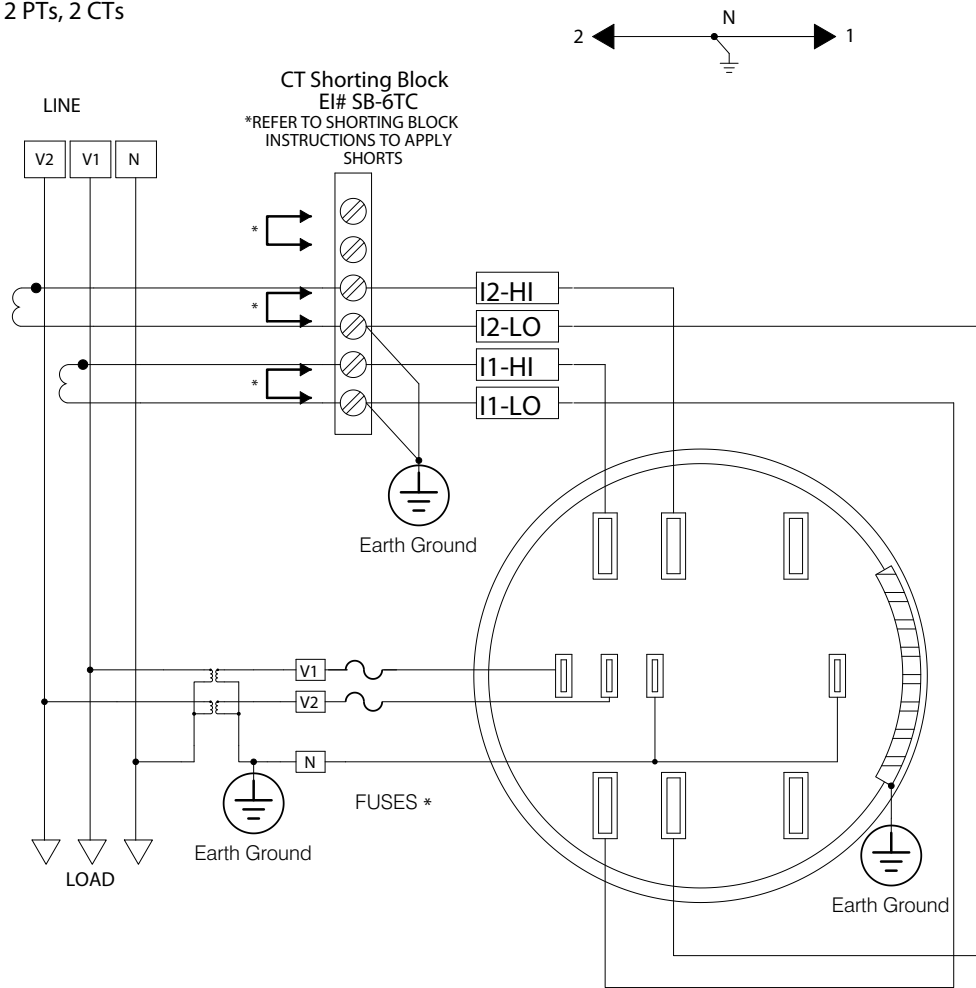 2 PTs, 2 CTs
N
2
1
CT Shorting Block
EI# SB-6TC
*REFER TO SHORTING BLOCK
INSTRUCTIONS TO APPLY
SHORTS
LINE
V2
V1
N
*
*
*
I2-HI
I2-LO
I1-HI
I1-LO
Earth Ground
V1
V2
N
FUSES *
Earth Ground
LOAD
Earth Ground